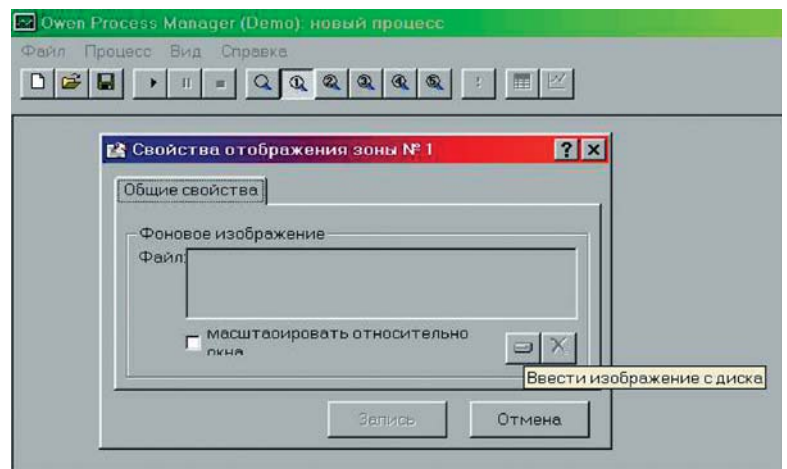 Owen Process Manager (Demo): новый процесс
Файл Процесс Вид Справка
Свойства отображения зоны № 1
Общие свойства
Фоновое изображение
Файл:
масштабировать относительно
окна
Ввести изображение с диска
Запись
Отмена